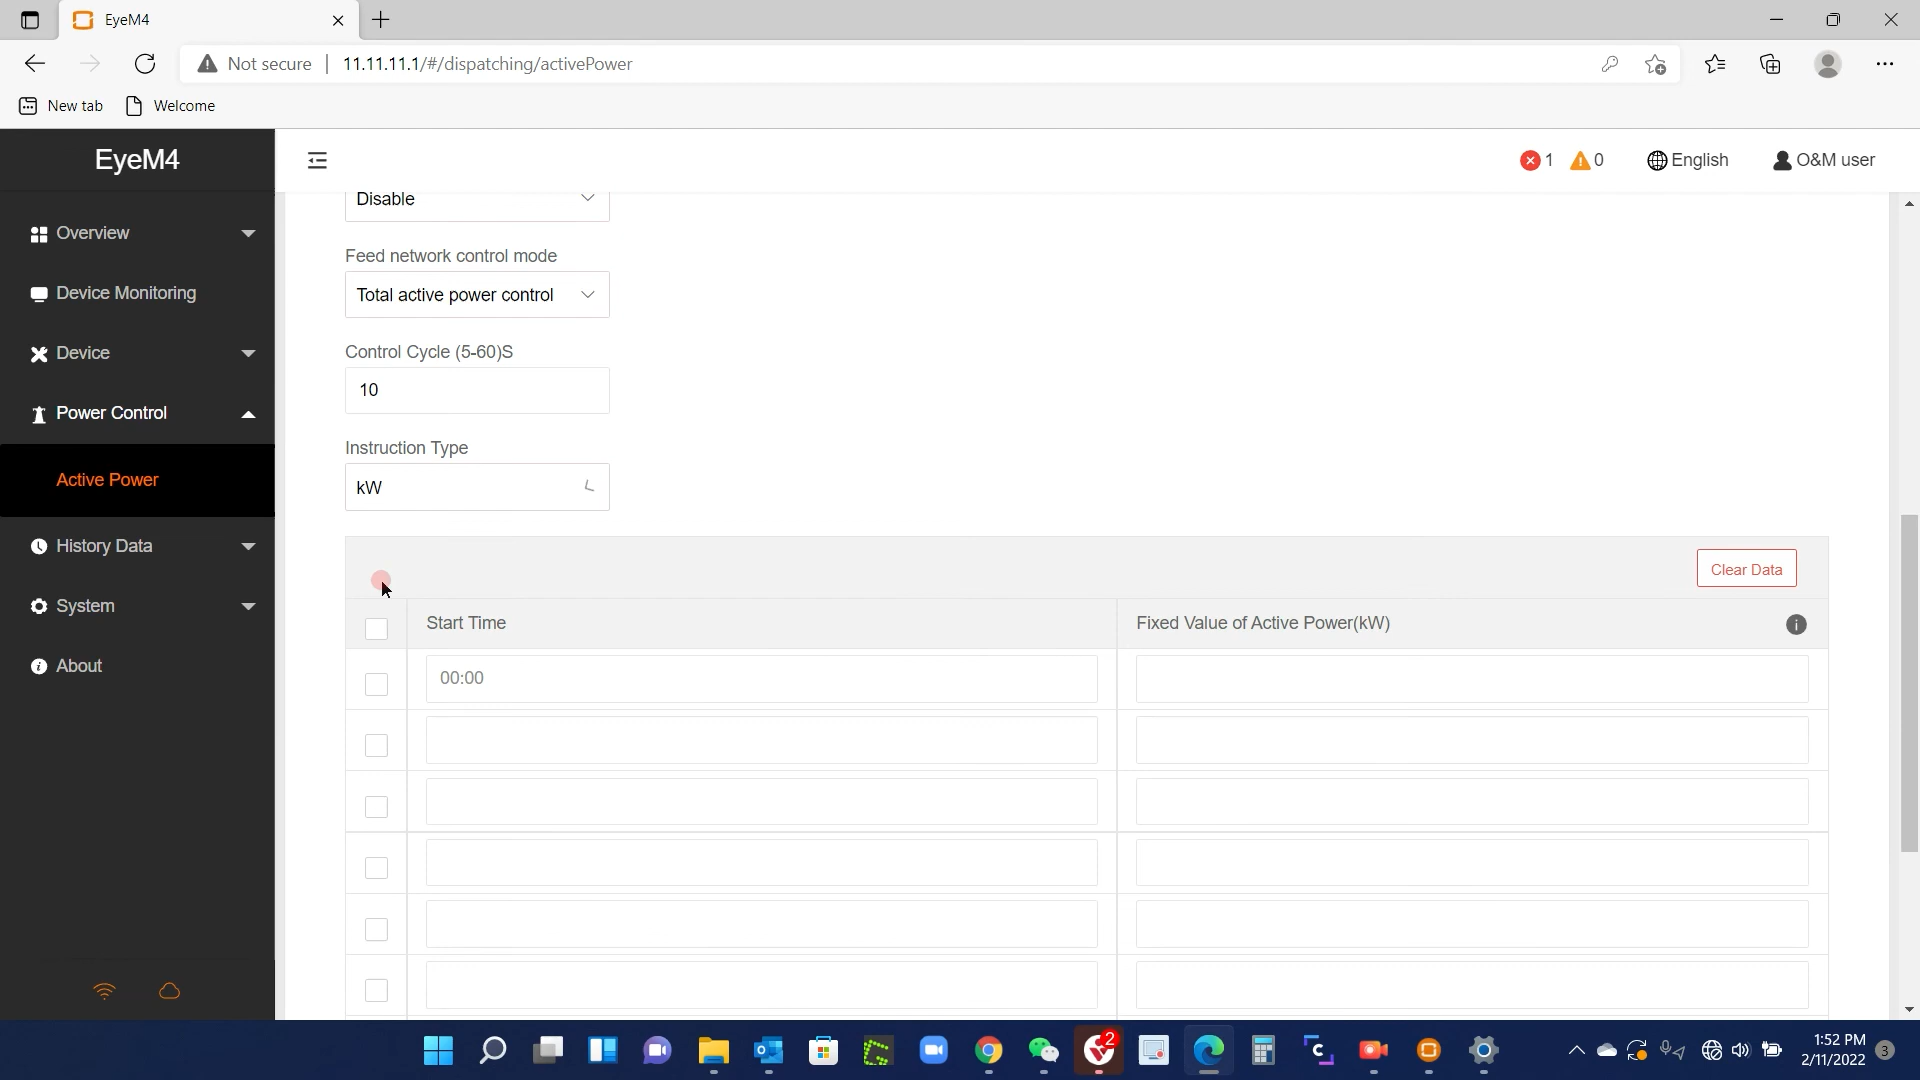 EyeM4
Not secure
11.11.11.1/#/dispatching/activePower
New tab
Welcome
EyeM4
1
0
English
O&M user
Overview
Device Monitoring
Device
Power Control
Active Power
History Data
System
About
Disable
Feed network control mode
Total active power control
Control Cycle (5-60)S
10
Instruction Type
kW
Clear Data
Start Time
Fixed Value of Active Power(kW)
00:00
2
1:52 PM
2/11/2022
3